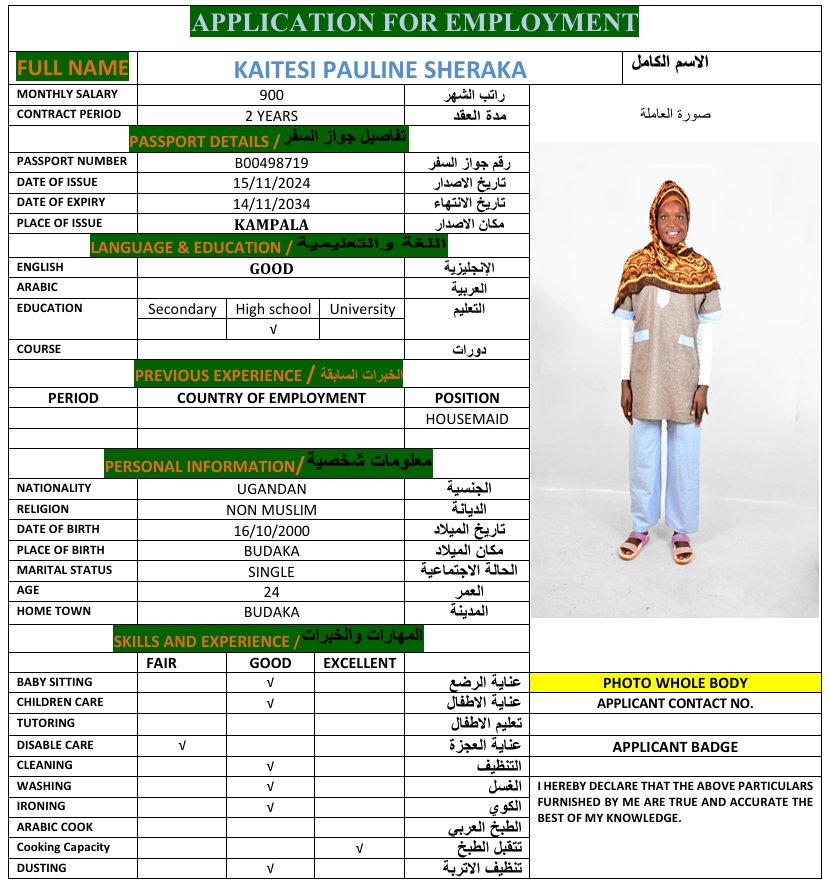 APPLICATION FOR EMPLOYMENT
FULL NAME KAITESI PAULINE SHERAKA الاسم الكامل
MONTHLY SALARY 900 راتب الشهر
CONTRACT PERIOD 2 YEARS مدة العقد
صورة العاملة
PASSPORT DETAILS / تفاصيل جواز السفر
PASSPORT NUMBER B00498719 رقم جواز السفر
DATE OF ISSUE 15/11/2024 تاريخ الاصدار
DATE OF EXPIRY 14/11/2034 تاريخ الانتهاء
PLACE OF ISSUE KAMPALA مكان الاصدار
LANGUAGE & EDUCATION / اللغة والتعليمية
ENGLISH GOOD الإنجليزية
ARABIC العربية
EDUCATION Secondary High school University التعليم
√
COURSE دورات
PREVIOUS EXPERIENCE / الخبرات السابقة
PERIOD COUNTRY OF EMPLOYMENT POSITION
HOUSEMAID
PERSONAL INFORMATION/ معلومات شخصية
NATIONALITY UGANDAN الجنسية
RELIGION NON MUSLIM الديانة
DATE OF BIRTH 16/10/2000 تاريخ الميلاد
PLACE OF BIRTH BUDAKA مكان الميلاد
MARITAL STATUS SINGLE الحالة الاجتماعية
AGE 24 العمر
HOME TOWN BUDAKA المدينة
SKILLS AND EXPERIENCE / المهارات والخبرات
FAIR GOOD EXCELLENT
BABY SITTING √ عناية الرضع
CHILDREN CARE √ عناية الاطفال
TUTORING تعليم الاطفال
DISABLE CARE √ عناية العجزة
CLEANING √ التنظيف
WASHING √ الغسل
IRONING √ الكوي
ARABIC COOK الطبخ العربي
Cooking Capacity √ تتقبل الطبخ
DUSTING √ تنظيف الاتربة
PHOTO WHOLE BODY
APPLICANT CONTACT NO.
APPLICANT BADGE
I HEREBY DECLARE THAT THE ABOVE PARTICULARS
FURNISHED BY ME ARE TRUE AND ACCURATE THE
BEST OF MY KNOWLEDGE.